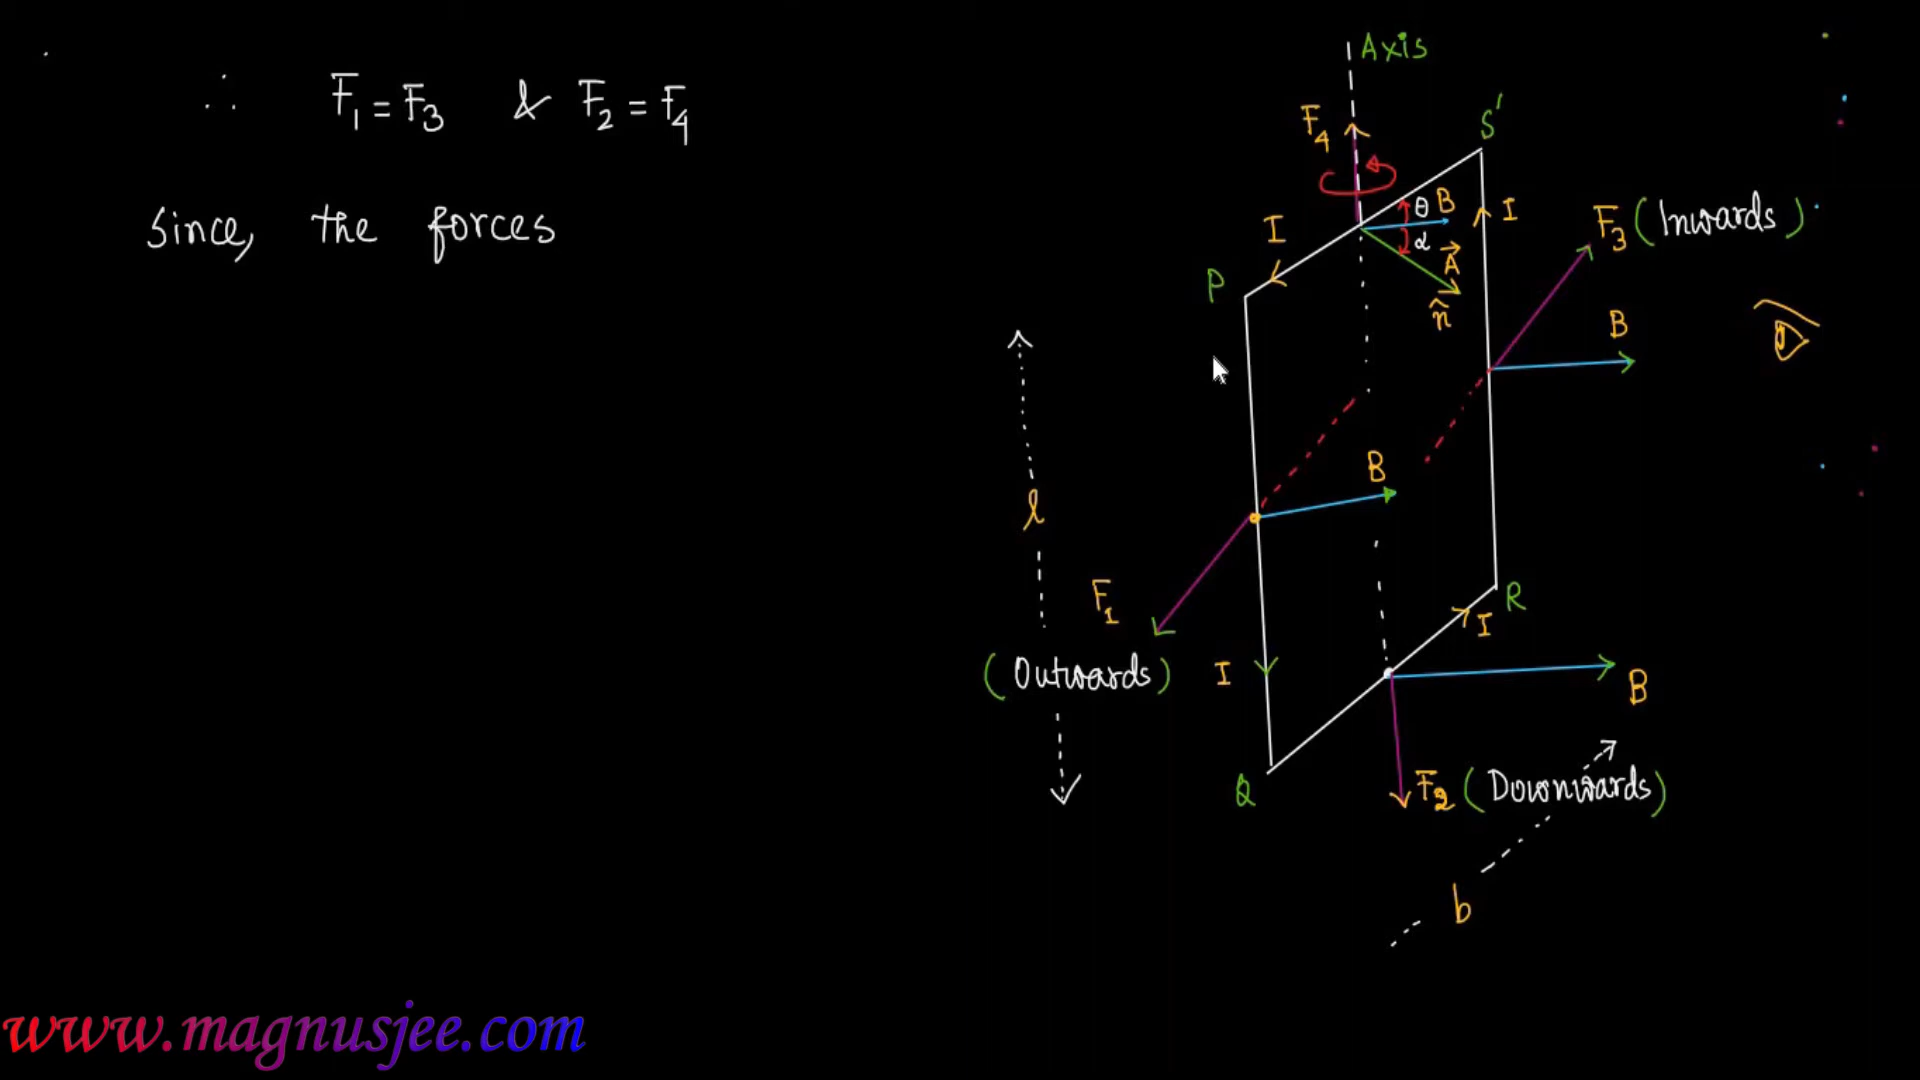 ∴ F₁ = F₃ & F₂ = F₄
Since, the forces
Axis
F₄
S'
θ
B
I
I
F₃ (Inwards)
α
A⃗
P
n̂
B
B
l
F₁
R
I
(Outwards)
I
B
Q
F₂ (Downwards)
b
www.magnusjee.com